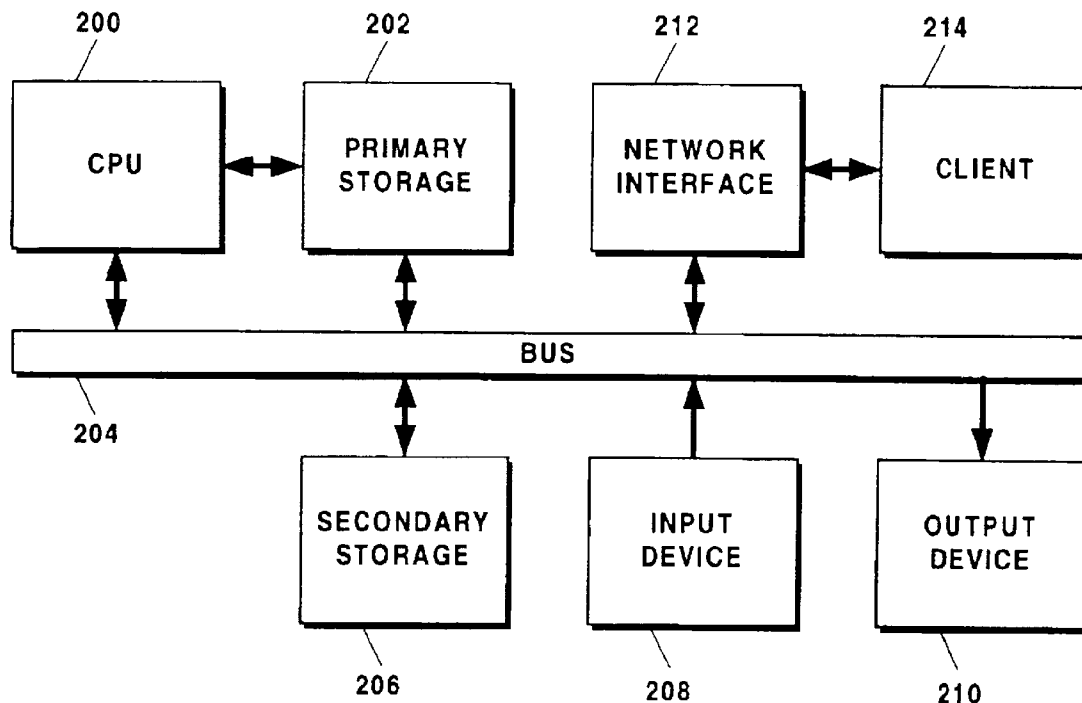 200
202
212
214
CPU
PRIMARY
STORAGE
NETWORK
INTERFACE
CLIENT
BUS
204
SECONDARY
STORAGE
INPUT
DEVICE
OUTPUT
DEVICE
206
208
210